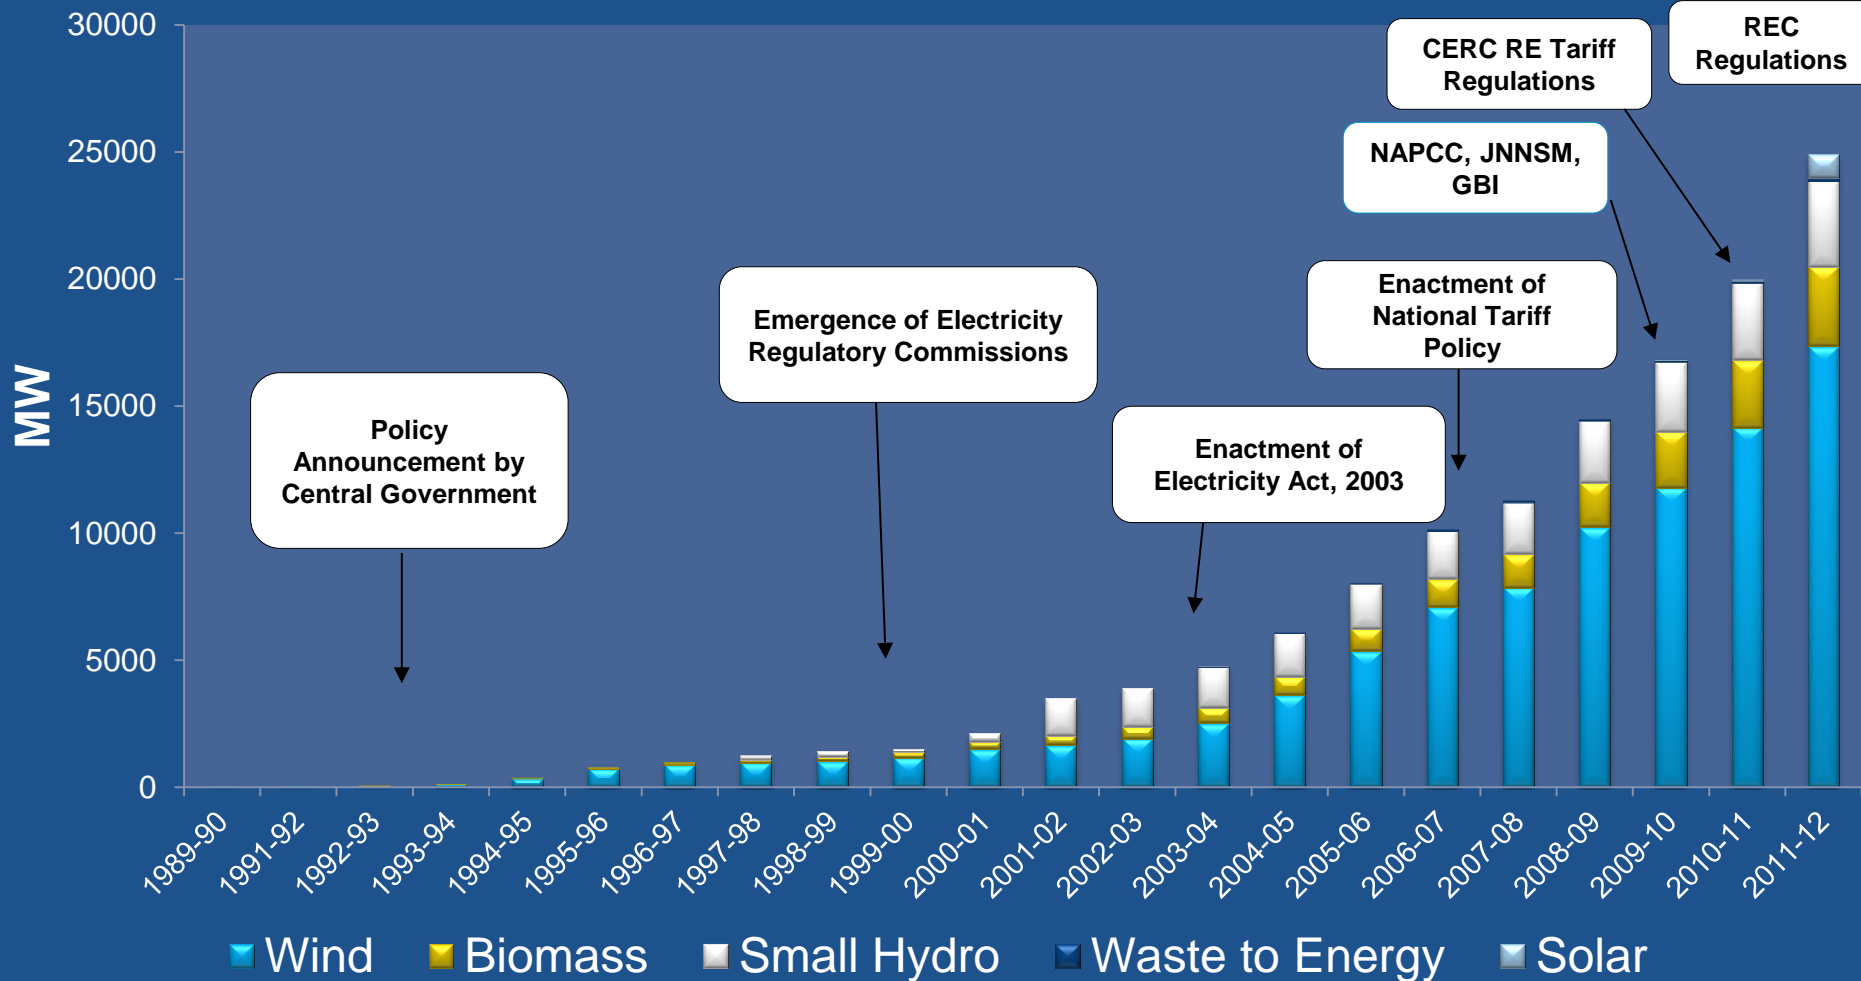 30000
25000
20000
15000
10000
5000
0
MW
Policy
Announcement by
Central Government
Emergence of Electricity
Regulatory Commissions
Enactment of
Electricity Act, 2003
Enactment of
National Tariff
Policy
NAPCC, JNNSM,
GBI
CERC RE Tariff
Regulations
REC
Regulations
1989-90
1991-92
1992-93
1993-94
1994-95
1995-96
1996-97
1997-98
1998-99
1999-00
2000-01
2001-02
2002-03
2003-04
2004-05
2005-06
2006-07
2007-08
2008-09
2009-10
2010-11
2011-12
Wind
Biomass
Small Hydro
Waste to Energy
Solar